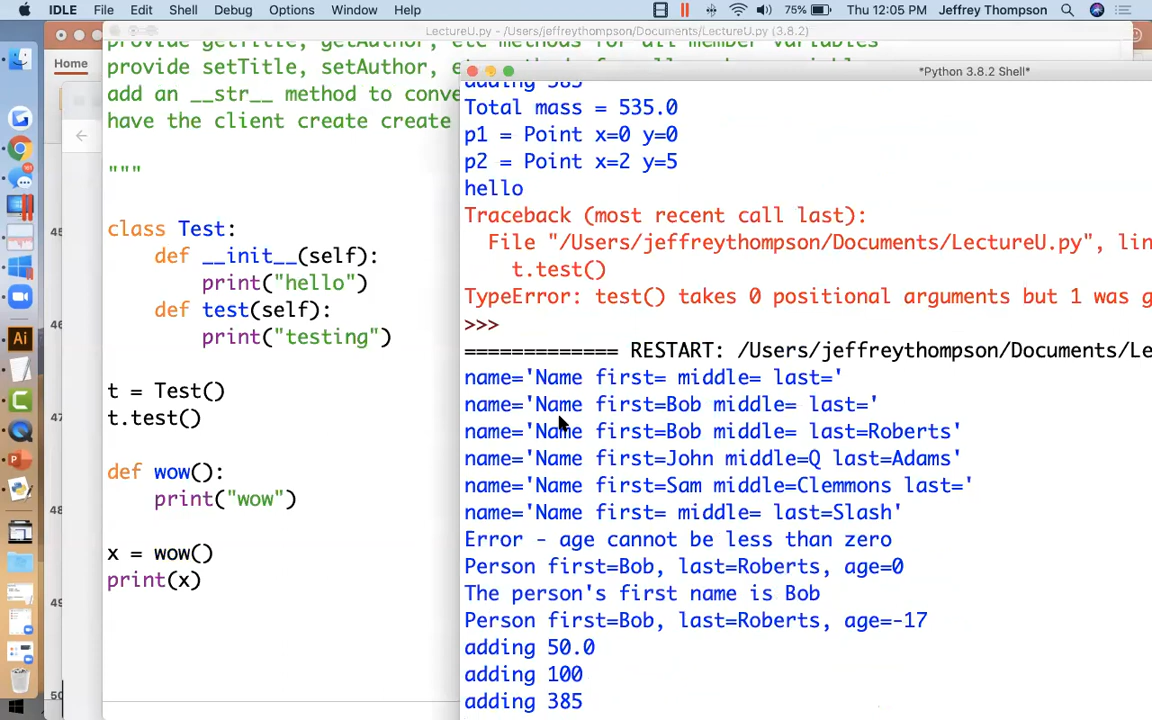 IDLE File Edit Shell Debug Options Window Help 75% Thu 12:05 PM Jeffrey Thompson
LectureU.py - /Users/jeffreythompson/Documents/LectureU.py (3.8.2)
Home
provide getTitle, getAuthor, etc methods for all member variables
provide setTitle, setAuthor,
add an __str__ method to conve
have the client create create
"""
class Test:
def __init__(self):
print("hello")
def test(self):
print("testing")
t = Test()
t.test()
def wow():
print("wow")
x = wow()
print(x)
*Python 3.8.2 Shell*
adding 385
Total mass = 535.0
p1 = Point x=0 y=0
p2 = Point x=2 y=5
hello
Traceback (most recent call last):
File "/Users/jeffreythompson/Documents/LectureU.py", lin
t.test()
TypeError: test() takes 0 positional arguments but 1 was g
>>>
============= RESTART: /Users/jeffreythompson/Documents/Le
name='Name first= middle= last='
name='Name first=Bob middle= last='
name='Name first=Bob middle= last=Roberts'
name='Name first=John middle=Q last=Adams'
name='Name first=Sam middle=Clemmons last='
name='Name first= middle= last=Slash'
Error - age cannot be less than zero
Person first=Bob, last=Roberts, age=0
The person's first name is Bob
Person first=Bob, last=Roberts, age=-17
adding 50.0
adding 100
adding 385